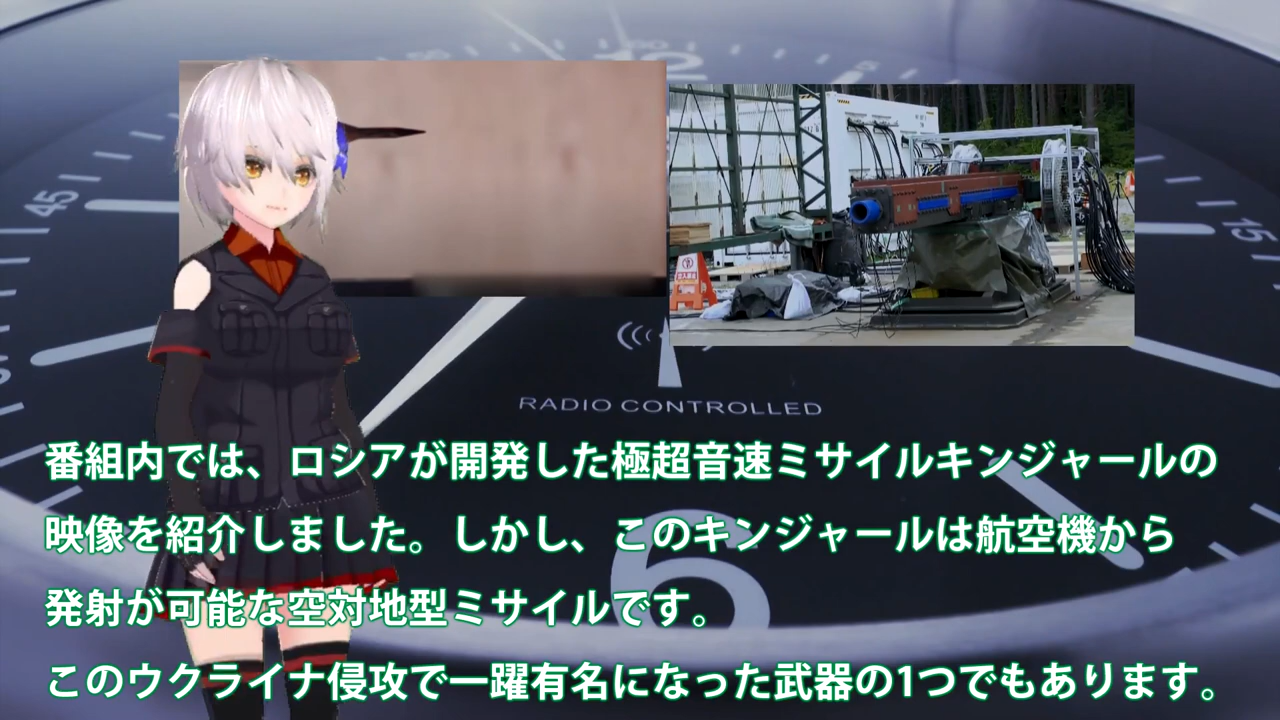 45
15
RADIO CONTROLLED
番組内では、ロシアが開発した極超音速ミサイルキンジャールの
映像を紹介しました。しかし、このキンジャールは航空機から
発射が可能な空対地型ミサイルです。
6
このウクライナ侵攻で一躍有名になった武器の1つでもあります。